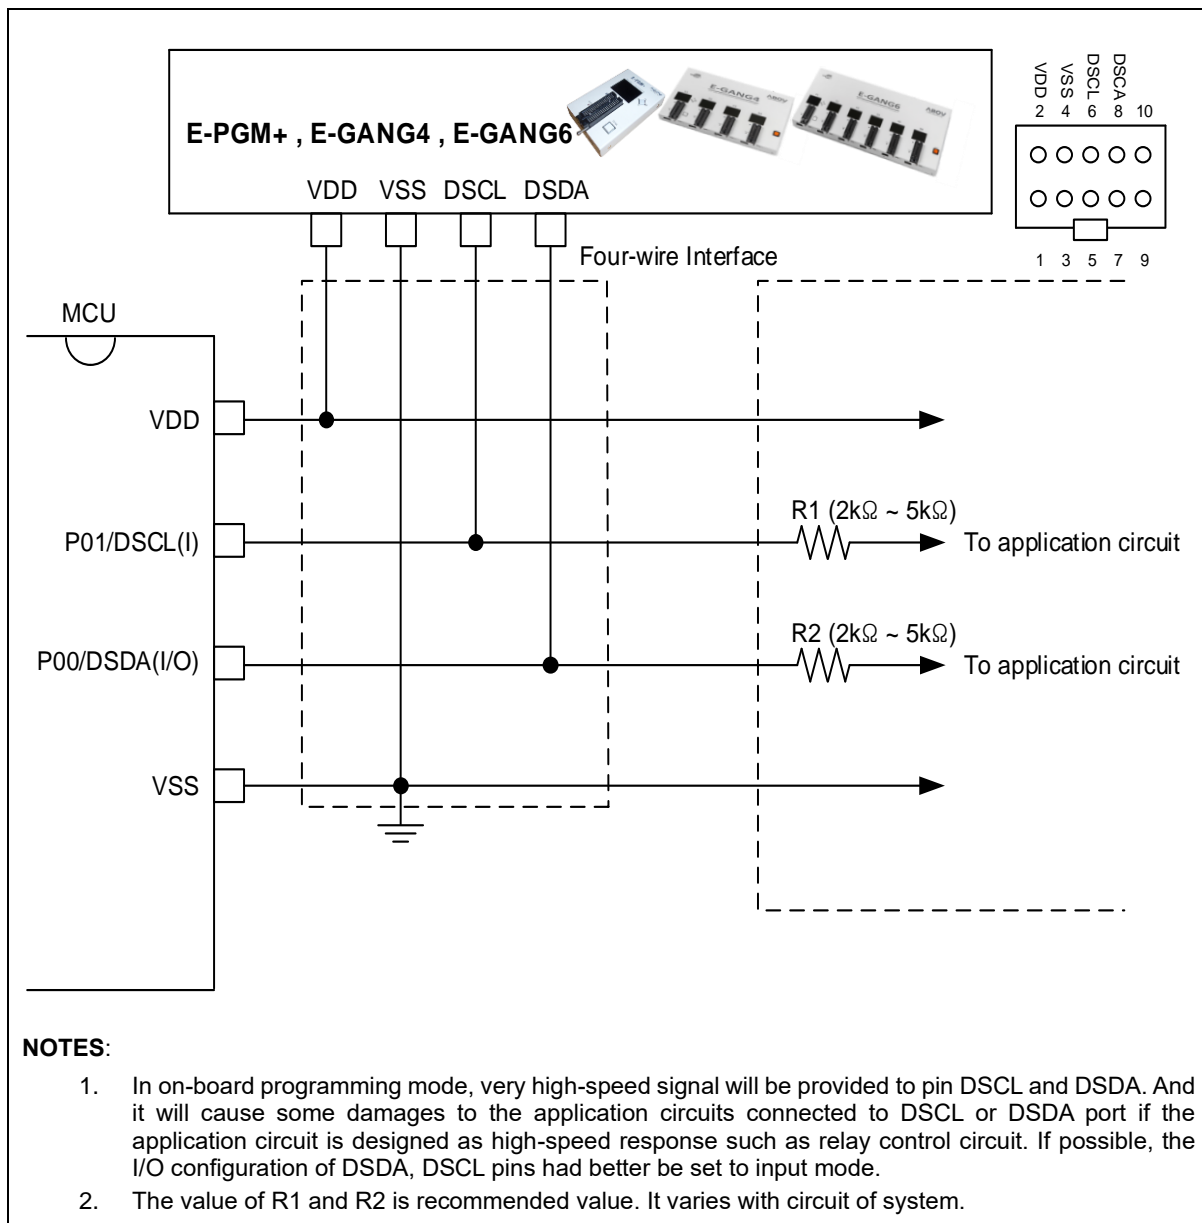 E-PGM+ , E-GANG4 , E-GANG6
E-PGM+
E-GANG4
E-GANG6
VDD VSS DSCL DSDA
VDD VSS DSCL DSCA
2 4 6 8 10
1 3 5 7 9
Four-wire Interface
MCU
VDD
P01/DSCL(I)
R1 (2kΩ ~ 5kΩ)
To application circuit
P00/DSDA(I/O)
R2 (2kΩ ~ 5kΩ)
To application circuit
VSS
NOTES:
1. In on-board programming mode, very high-speed signal will be provided to pin DSCL and DSDA. And
it will cause some damages to the application circuits connected to DSCL or DSDA port if the
application circuit is designed as high-speed response such as relay control circuit. If possible, the
I/O configuration of DSDA, DSCL pins had better be set to input mode.
2. The value of R1 and R2 is recommended value. It varies with circuit of system.